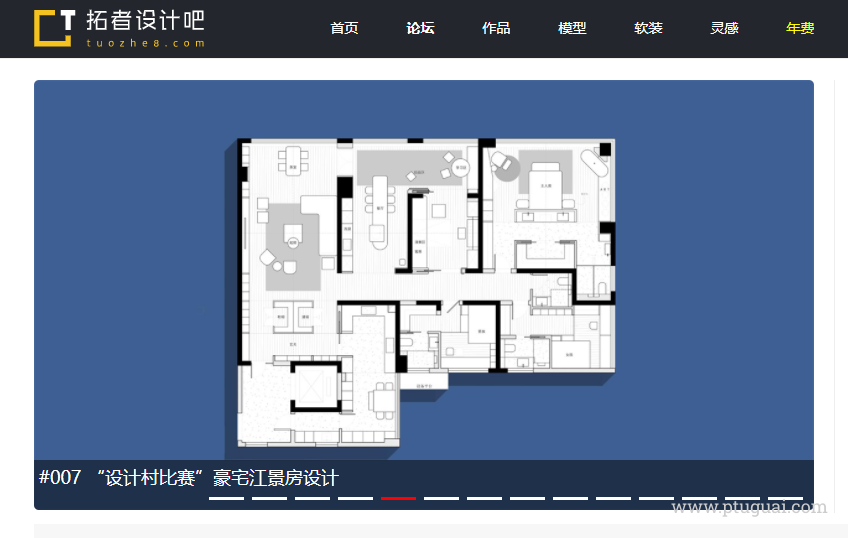 拓者设计吧
tuozhe8.com
首页 论坛 作品 模型 软装 灵感 年费
#007 “设计村比赛”豪宅江景房设计
www.ptuguai.com